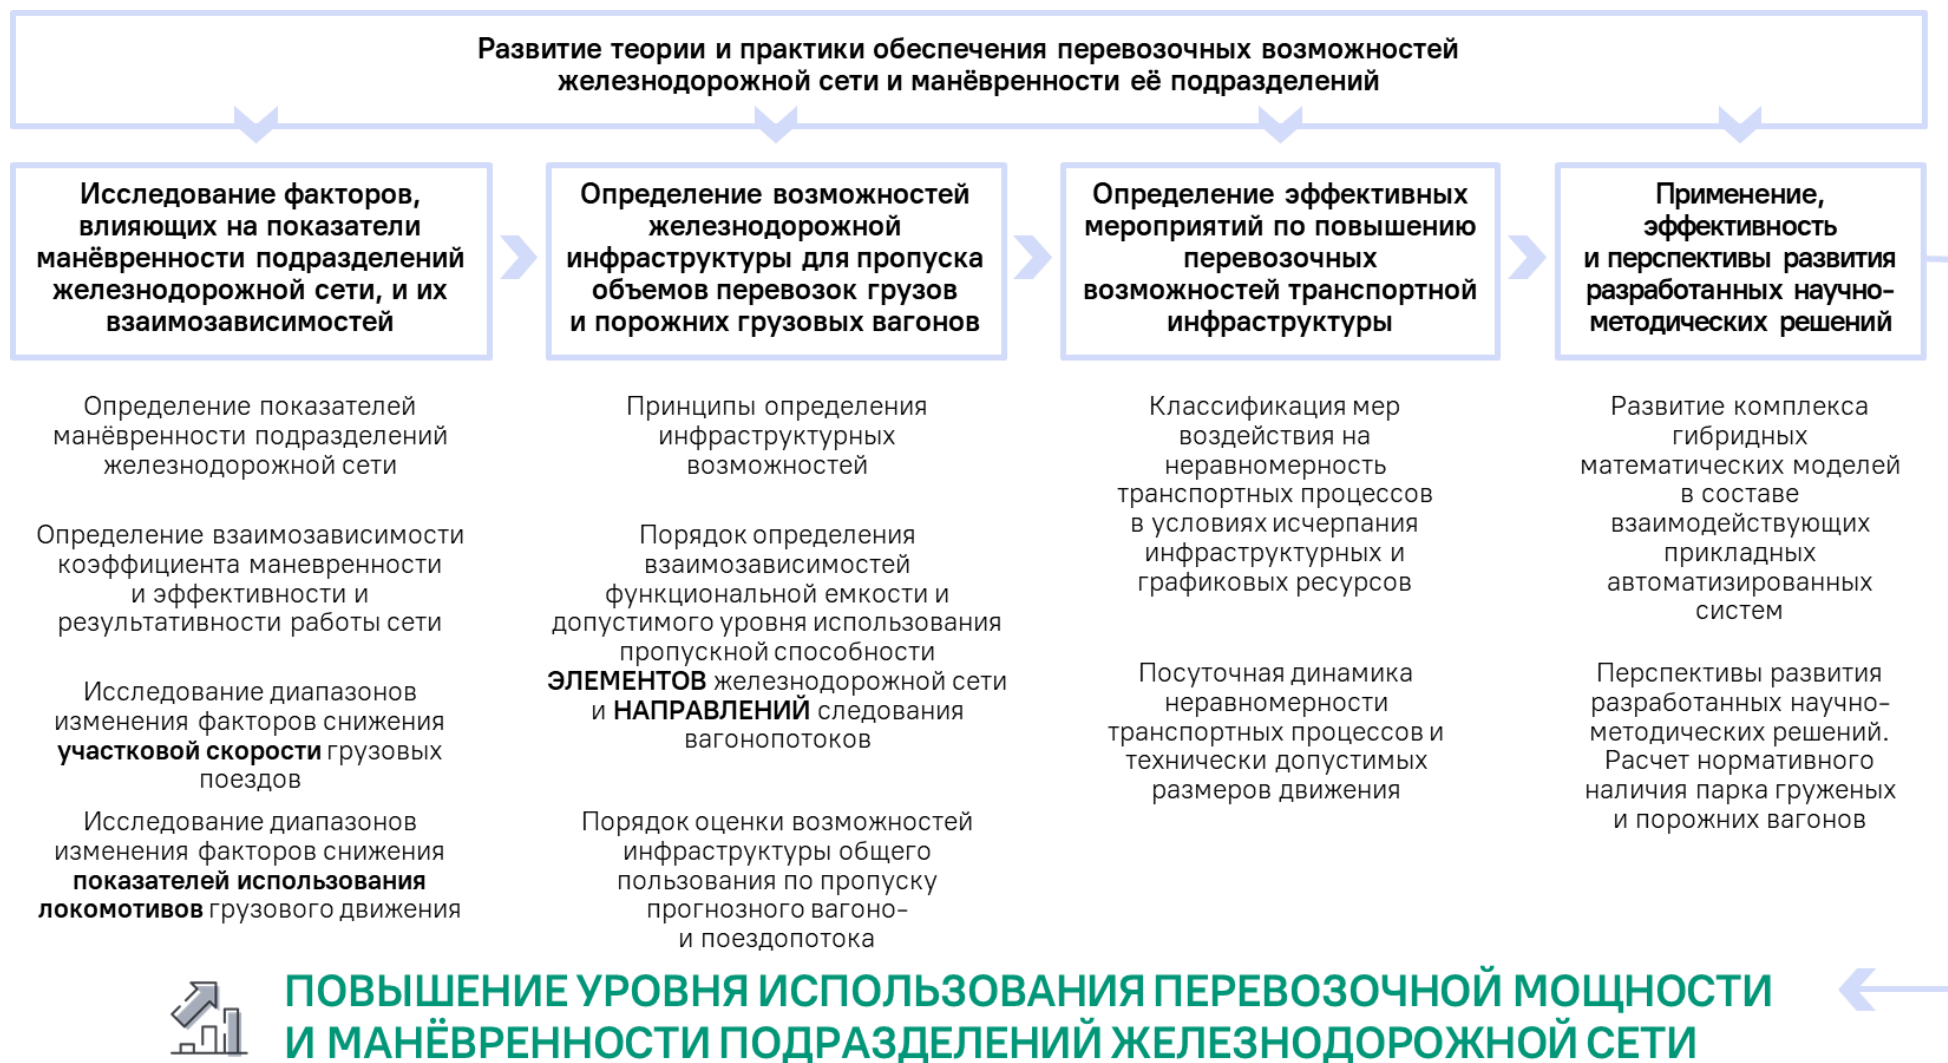 Развитие теории и практики обеспечения перевозочных возможностей
железнодорожной сети и манёвренности её подразделений
Исследование факторов,
влияющих на показатели
манёвренности подразделений
железнодорожной сети, и их
взаимозависимостей
Определение показателей
манёвренности подразделений
железнодорожной сети
Определение взаимозависимости
коэффициента маневренности
и эффективности и
результативности работы сети
Исследование диапазонов
изменения факторов снижения
участковой скорости грузовых
поездов
Исследование диапазонов
изменения факторов снижения
показателей использования
локомотивов грузового движения
Определение возможностей
железнодорожной
инфраструктуры для пропуска
объемов перевозок грузов
и порожних грузовых вагонов
Принципы определения
инфраструктурных
возможностей
Порядок определения
взаимозависимостей
функциональной емкости и
допустимого уровня использования
пропускной способности
ЭЛЕМЕНТОВ железнодорожной сети
и НАПРАВЛЕНИЙ следования
вагонопотоков
Порядок оценки возможностей
инфраструктуры общего
пользования по пропуску
прогнозного вагоно-
и поездопотока
Определение эффективных
мероприятий по повышению
перевозочных
возможностей транспортной
инфраструктуры
Классификация мер
воздействия на
неравномерность
транспортных процессов
в условиях исчерпания
инфраструктурных и
графиковых ресурсов
Посуточная динамика
неравномерности
транспортных процессов и
технически допустимых
размеров движения
Применение,
эффективность
и перспективы развития
разработанных научно-
методических решений
Развитие комплекса
гибридных
математических моделей
в составе
взаимодействующих
прикладных
автоматизированных
систем
Перспективы развития
разработанных научно-
методических решений.
Расчет нормативного
наличия парка груженых
и порожних вагонов
ПОВЫШЕНИЕ УРОВНЯ ИСПОЛЬЗОВАНИЯ ПЕРЕВОЗОЧНОЙ МОЩНОСТИ
И МАНЁВРЕННОСТИ ПОДРАЗДЕЛЕНИЙ ЖЕЛЕЗНОДОРОЖНОЙ СЕТИ